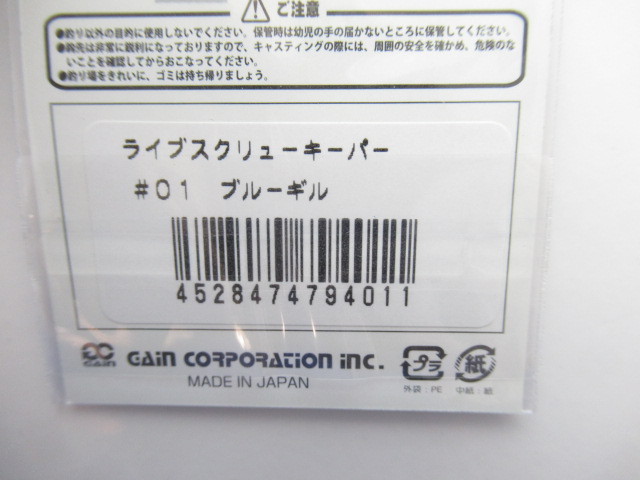 ご注意
●釣り以外の目的に使用しないでください。保管時は幼児の手の届かないところに保管してください。
●鈎先は非常に鋭利になっておりますので、キャスティングの際には、周囲の安全を確かめ、危険のな
いことを確認してからおこなってください。
●釣り場をきれいに、ゴミは持ち帰りましょう。
ライブスクリューキーパー
#01 ブルーギル
4528474794011
GAIN GAIN CORPORATION INC. プラ 紙
MADE IN JAPAN 外袋:PE 中紙:紙